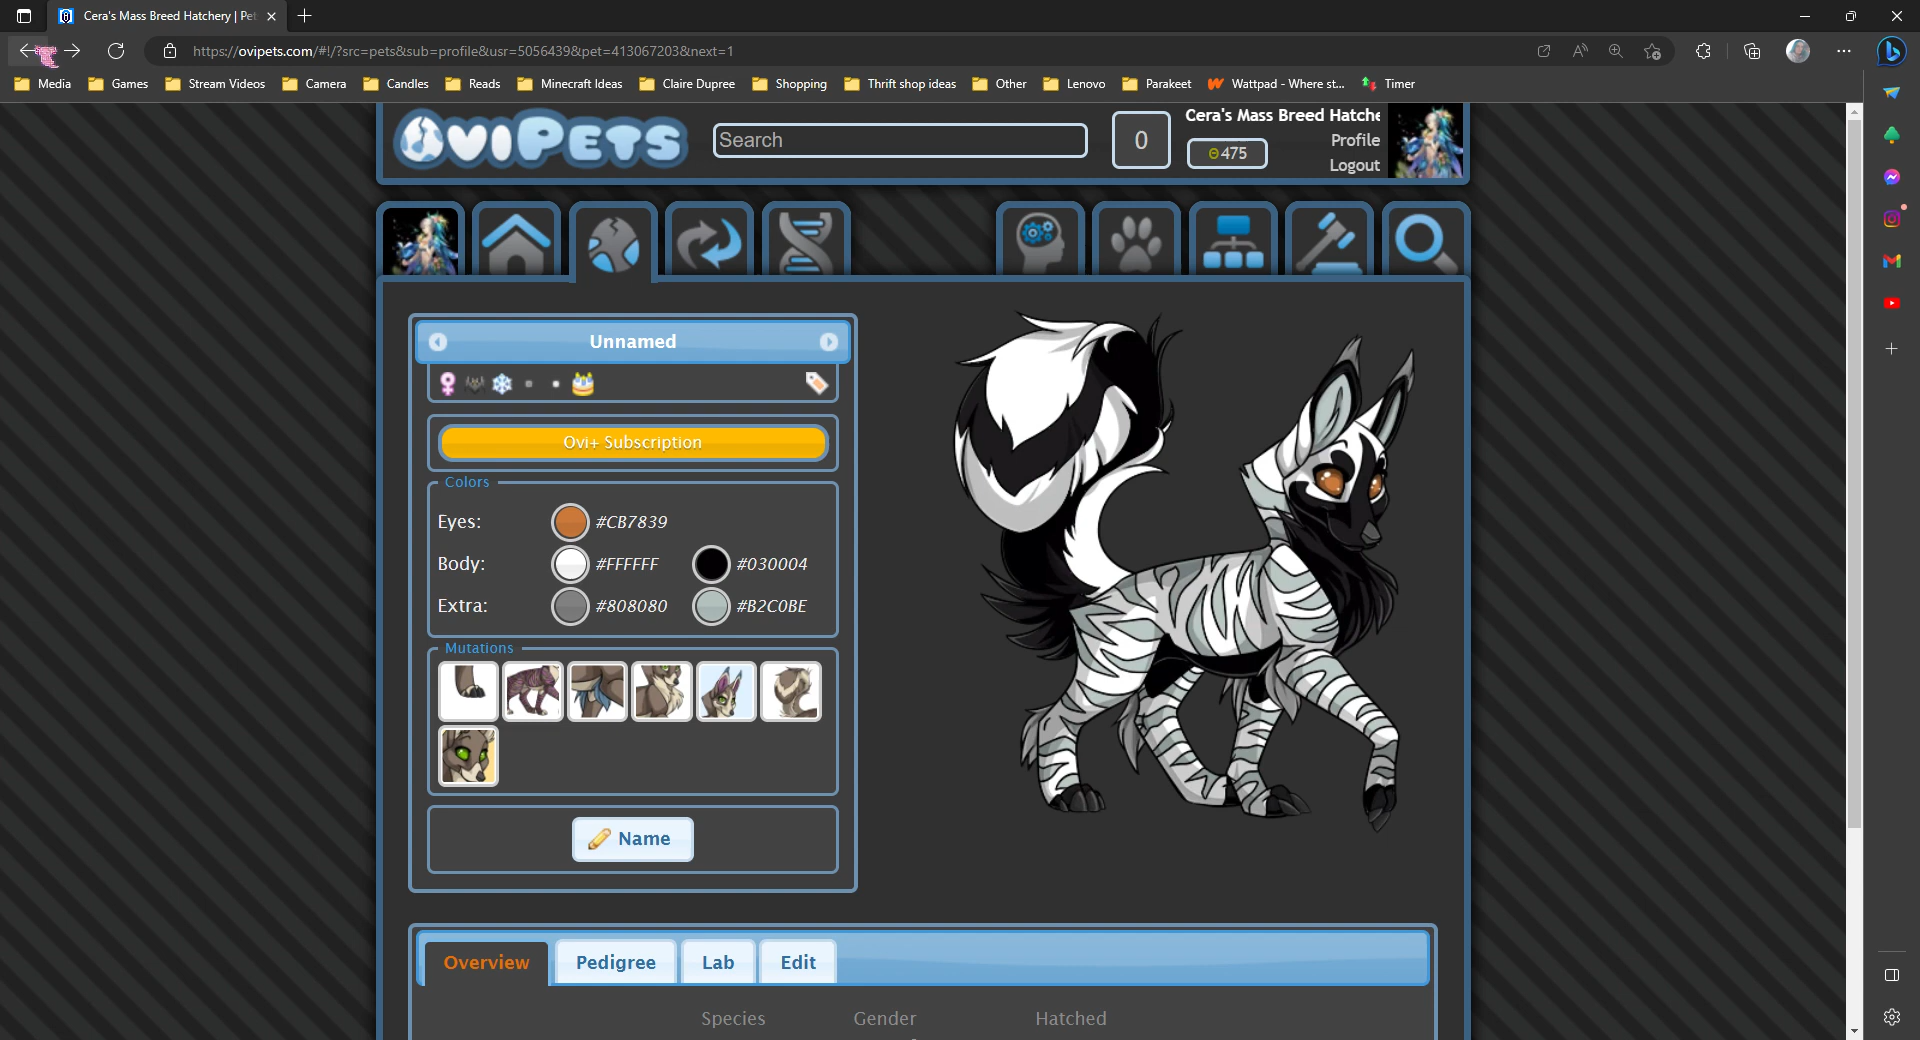 Cera's Mass Breed Hatchery | Pet
https://ovipets.com/#!/?src=pets&sub=profile&usr=5056439&pet=413067203&next=1
Media Games Stream Videos Camera Candles Reads Minecraft Ideas Claire Dupree Shopping Thrift shop ideas Other Lenovo Parakeet Wattpad - Where st... Timer
OviPets
Search
0
Cera's Mass Breed Hatche
475
Profile
Logout
Unnamed
Ovi+ Subscription
Colors
Eyes: #CB7839
Body: #FFFFFF #030004
Extra: #808080 #B2C0BE
Mutations
Name
Overview Pedigree Lab Edit
Species Gender Hatched